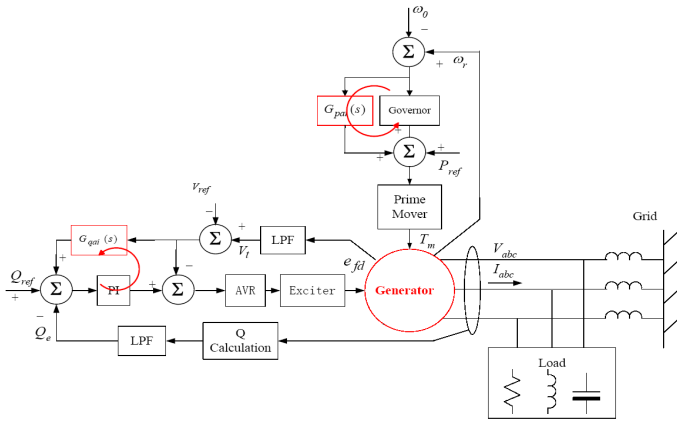 ω0
−
Σ
+
ωr
Gpai(s)
Governor
+
+
Σ
+
Pref
Prime
Mover
Tm
Grid
Vref
−
Gqai(s)
Σ
+
Vt
LPF
efd
Vabc
Iabc
Generator
Qref
+
+
Σ
−
Qe
PI
+
−
Σ
AVR
Exciter
LPF
Q
Calculation
Load